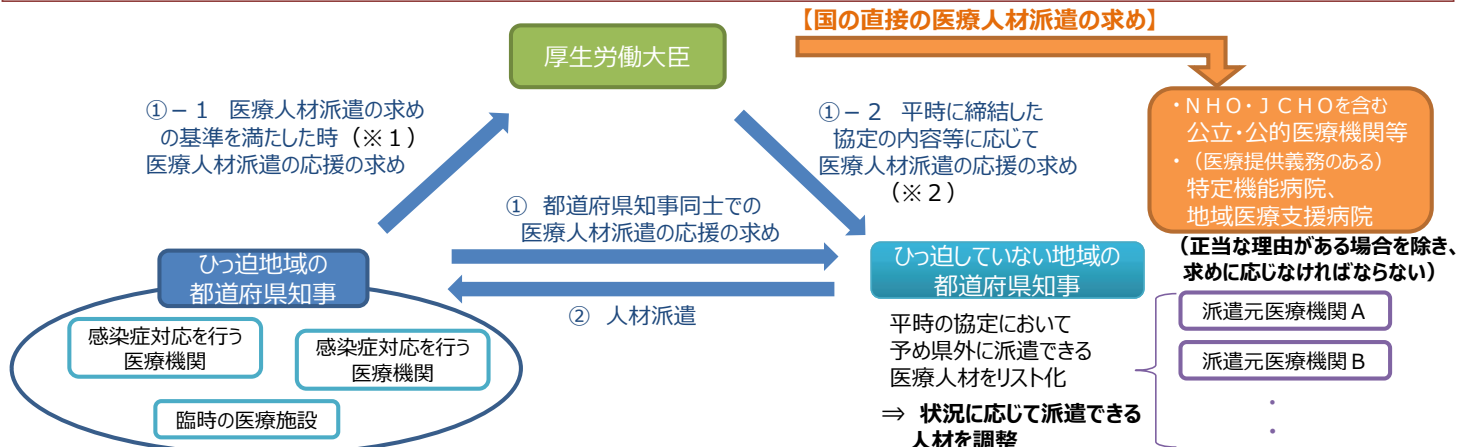 【国の直接の医療人材派遣の求め】
厚生労働大臣
①－１ 医療人材派遣の求め
の基準を満たした時（※１）
医療人材派遣の応援の求め
①－２ 平時に締結した
協定の内容等に応じて
医療人材派遣の応援の求め
（※２）
・ＮＨＯ・ＪＣＨＯを含む
公立・公的医療機関等
・（医療提供義務のある）
特定機能病院、
地域医療支援病院
（正当な理由がある場合を除き、
求めに応じなければならない）
① 都道府県知事同士での
医療人材派遣の応援の求め
ひっ迫地域の
都道府県知事
ひっ迫していない地域の
都道府県知事
② 人材派遣
感染症対応を行う
医療機関
感染症対応を行う
医療機関
臨時の医療施設
平時の協定において
予め県外に派遣できる
医療人材をリスト化
⇒ 状況に応じて派遣できる
人材を調整
派遣元医療機関Ａ
派遣元医療機関Ｂ
・
・